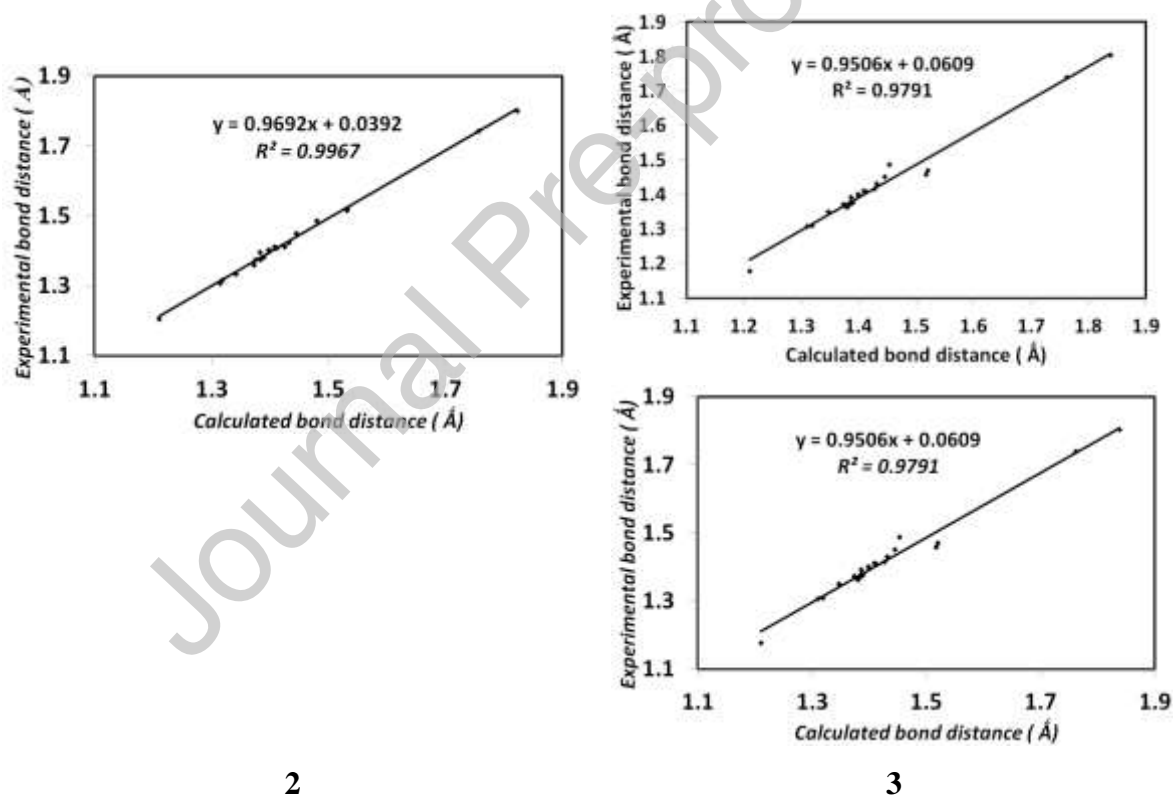 Journal Pre-pro
Experimental bond distance ( Å)
1.9
1.7
1.5
1.3
1.1
y = 0.9692x + 0.0392
R² = 0.9967
1.1 1.3 1.5 1.7 1.9
Calculated bond distance ( Å)
Experimental bond distance (Å)
1.9
1.8
1.7
1.6
1.5
1.4
1.3
1.2
1.1
y = 0.9506x + 0.0609
R² = 0.9791
1.1 1.2 1.3 1.4 1.5 1.6 1.7 1.8 1.9
Calculated bond distance ( Å)
Experimental bond distance ( Å)
1.9
1.7
1.5
1.3
1.1
y = 0.9506x + 0.0609
R² = 0.9791
1.1 1.3 1.5 1.7 1.9
Calculated bond distance ( Å)
2 3